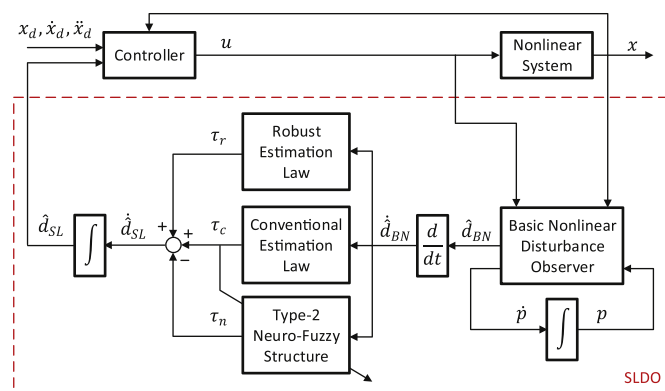 x_d, ẋ_d, ẍ_d
Controller
u
Nonlinear
System
x
τ_r
Robust
Estimation
Law
d̂_SL
∫
d̂̇_SL
+
+
−
τ_c
Conventional
Estimation
Law
d̂̇_BN
d
dt
d̂_BN
Basic Nonlinear
Disturbance
Observer
τ_n
Type-2
Neuro-Fuzzy
Structure
ṗ
∫
p
SLDO